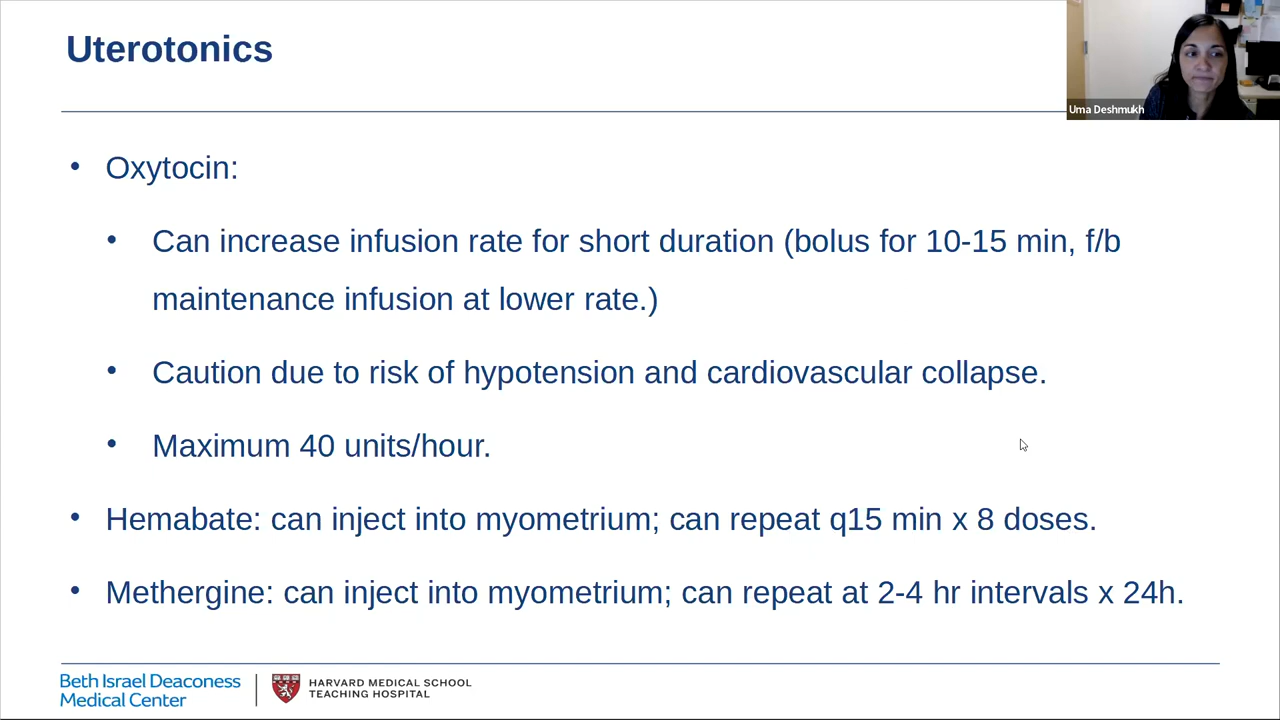 Uterotonics
Uma Deshmukh
• Oxytocin:
• Can increase infusion rate for short duration (bolus for 10-15 min, f/b
maintenance infusion at lower rate.)
• Caution due to risk of hypotension and cardiovascular collapse.
• Maximum 40 units/hour.
• Hemabate: can inject into myometrium; can repeat q15 min x 8 doses.
• Methergine: can inject into myometrium; can repeat at 2-4 hr intervals x 24h.
Beth Israel Deaconess
Medical Center
HARVARD MEDICAL SCHOOL
TEACHING HOSPITAL